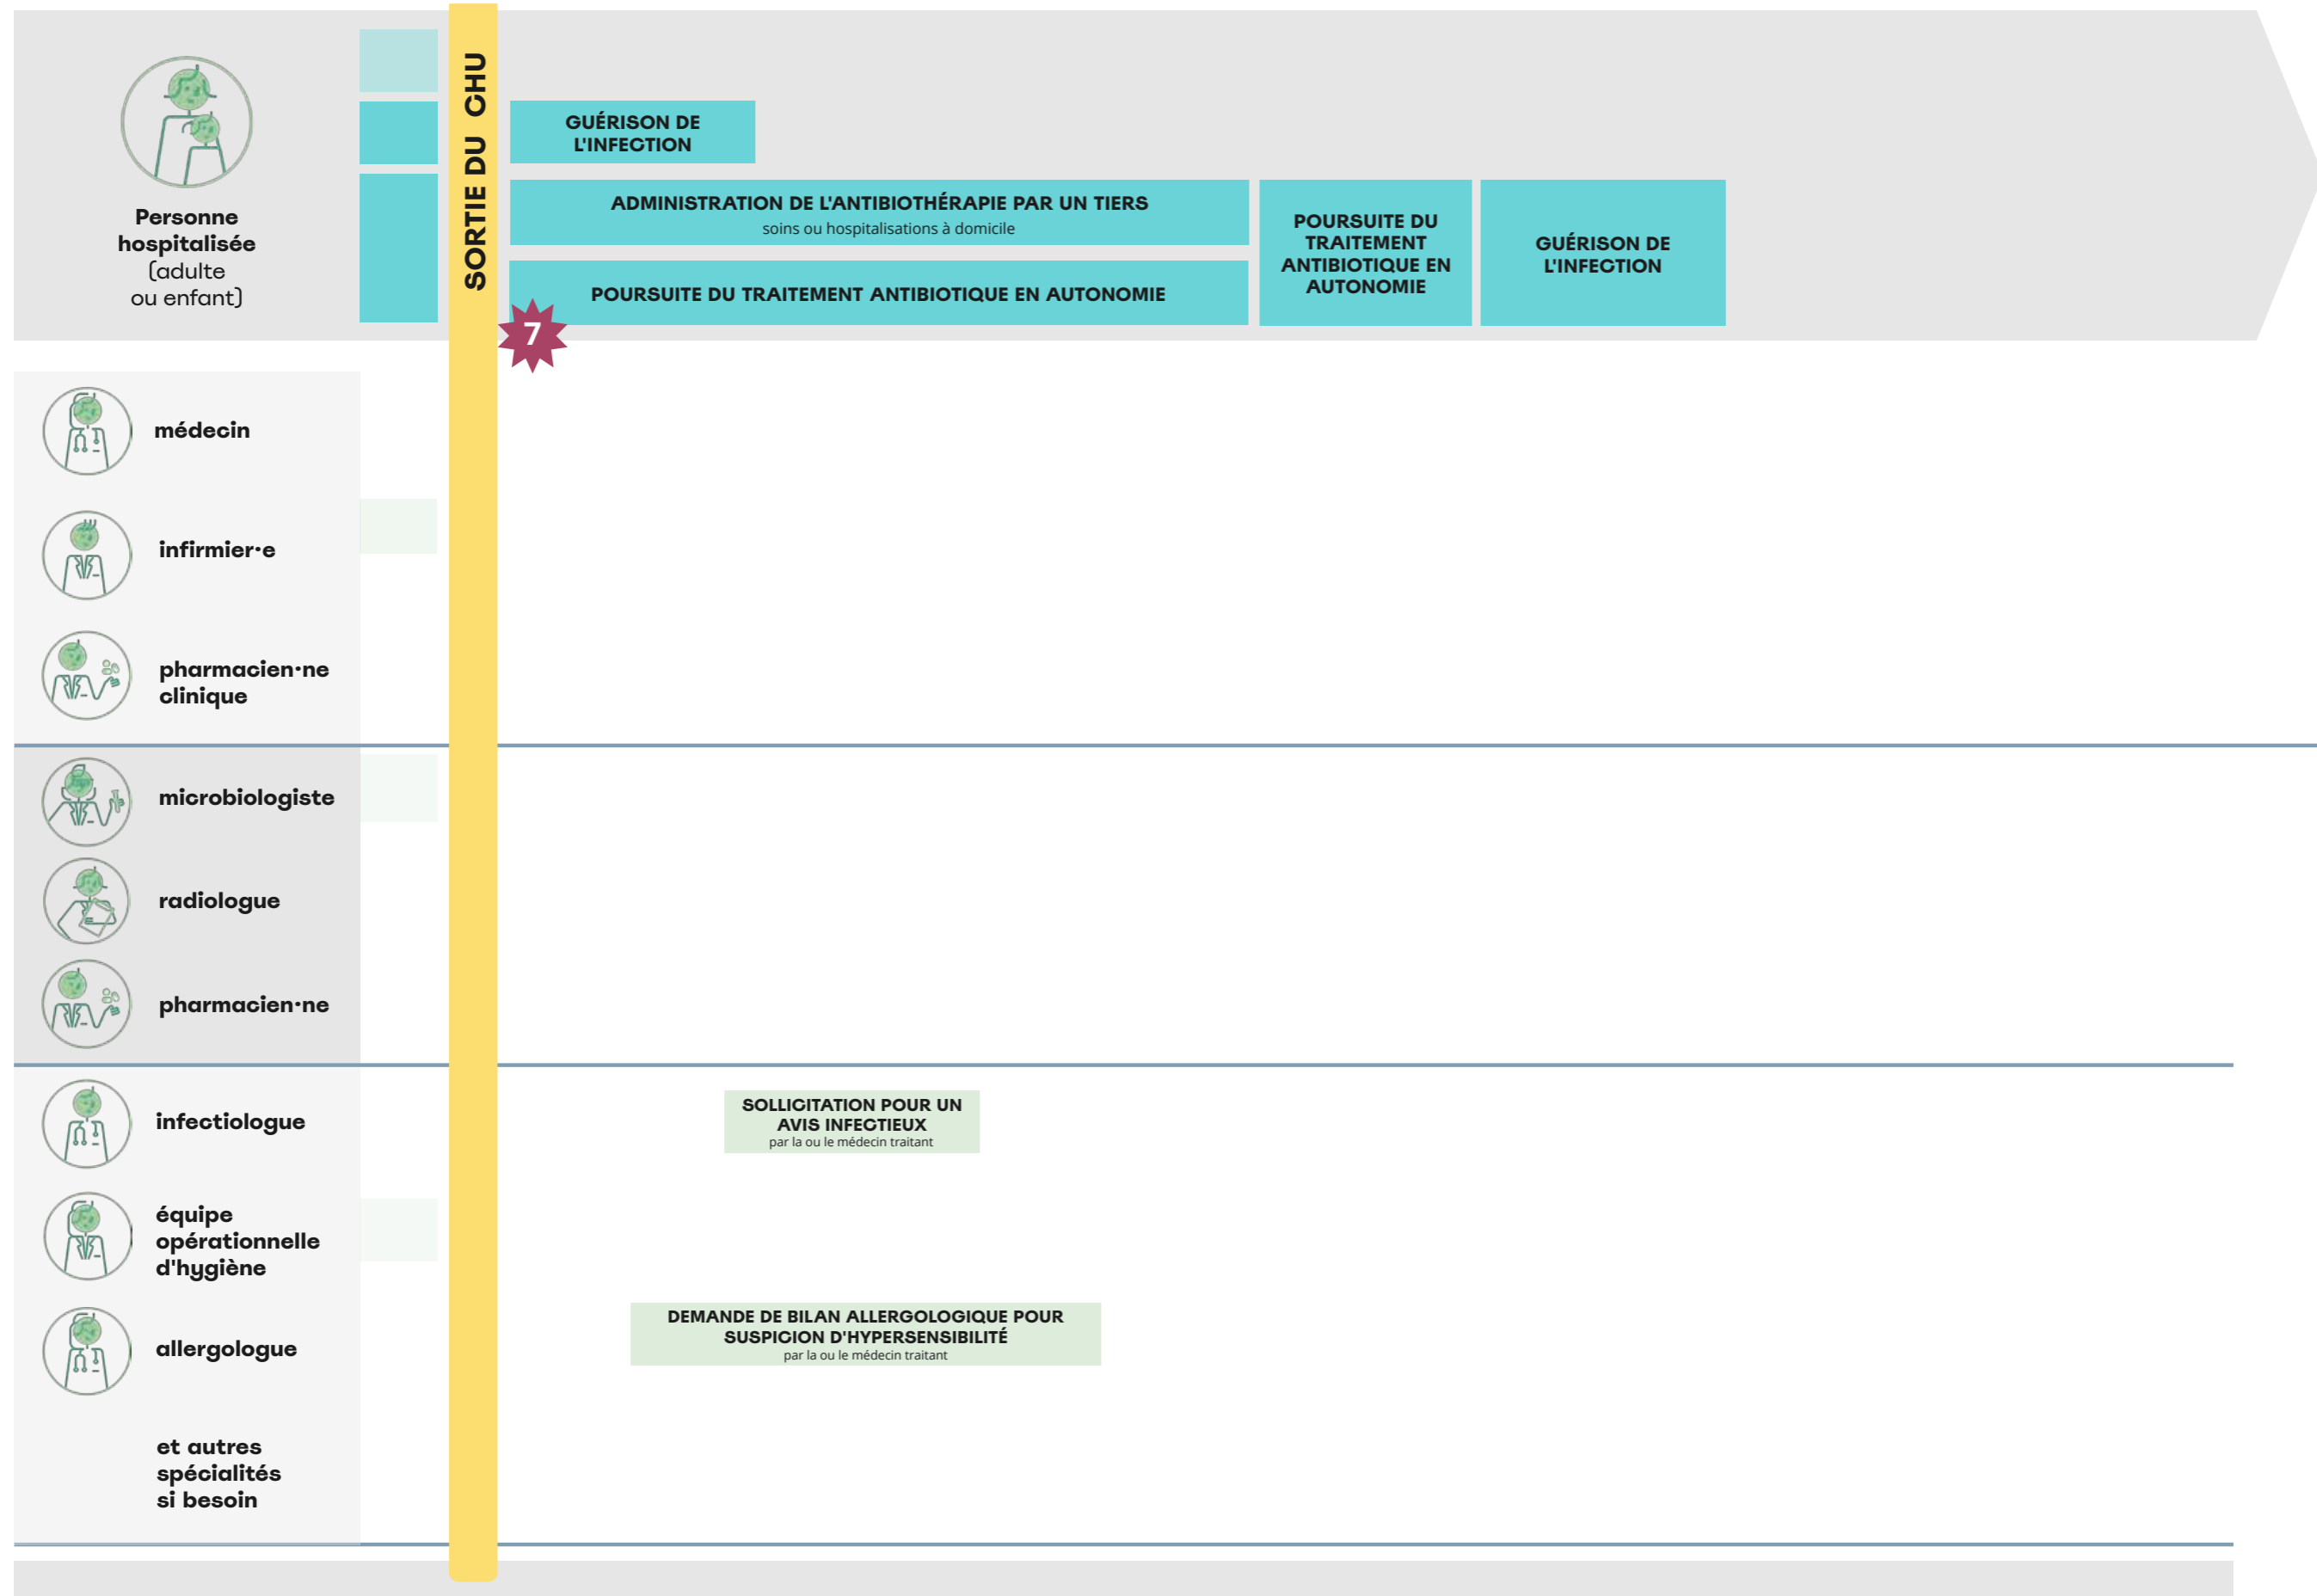 SORTIE DU CHU
Personne
hospitalisée
(adulte
ou enfant)
GUÉRISON DE
L'INFECTION
ADMINISTRATION DE L'ANTIBIOTHÉRAPIE PAR UN TIERS
soins ou hospitalisations à domicile
POURSUITE DU TRAITEMENT ANTIBIOTIQUE EN AUTONOMIE
7
POURSUITE DU
TRAITEMENT
ANTIBIOTIQUE EN
AUTONOMIE
GUÉRISON DE
L'INFECTION
médecin
infirmier·e
pharmacien·ne
clinique
microbiologiste
radiologue
pharmacien·ne
infectiologue
SOLLICITATION POUR UN
AVIS INFECTIEUX
par la ou le médecin traitant
équipe
opérationnelle
d'hygiène
allergologue
DEMANDE DE BILAN ALLERGOLOGIQUE POUR
SUSPICION D'HYPERSENSIBILITÉ
par la ou le médecin traitant
et autres
spécialités
si besoin